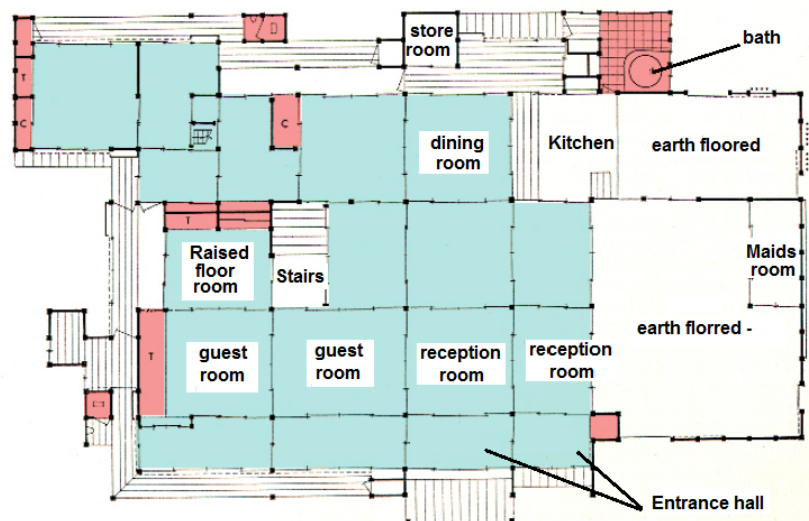 store
room
bath
T
C
C
dining
room
Kitchen
earth floored
T
Raised
floor
room
Stairs
Maids
room
T
guest
room
guest
room
reception
room
reception
room
earth florred -
Entrance hall